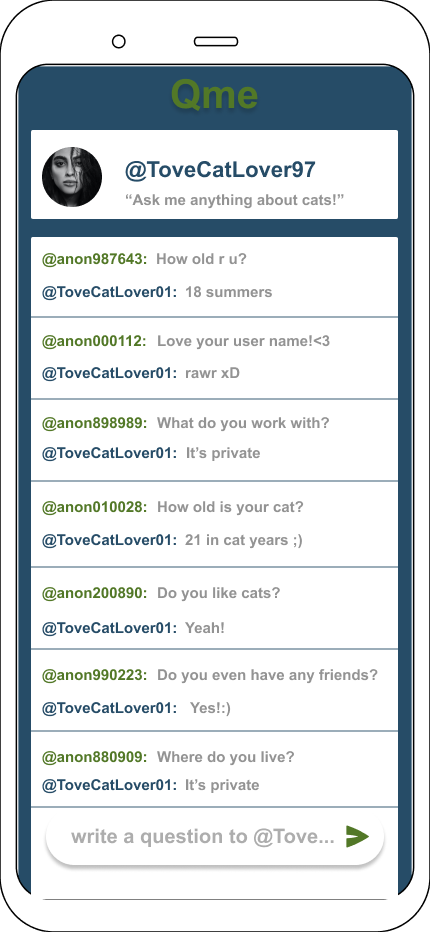 Qme
@ToveCatLover97
“Ask me anything about cats!”
@anon987643: How old r u?
@ToveCatLover01: 18 summers
@anon000112: Love your user name!<3
@ToveCatLover01: rawr xD
@anon898989: What do you work with?
@ToveCatLover01: It’s private
@anon010028: How old is your cat?
@ToveCatLover01: 21 in cat years ;)
@anon200890: Do you like cats?
@ToveCatLover01: Yeah!
@anon990223: Do you even have any friends?
@ToveCatLover01: Yes!:)
@anon880909: Where do you live?
@ToveCatLover01: It’s private
write a question to @Tove...